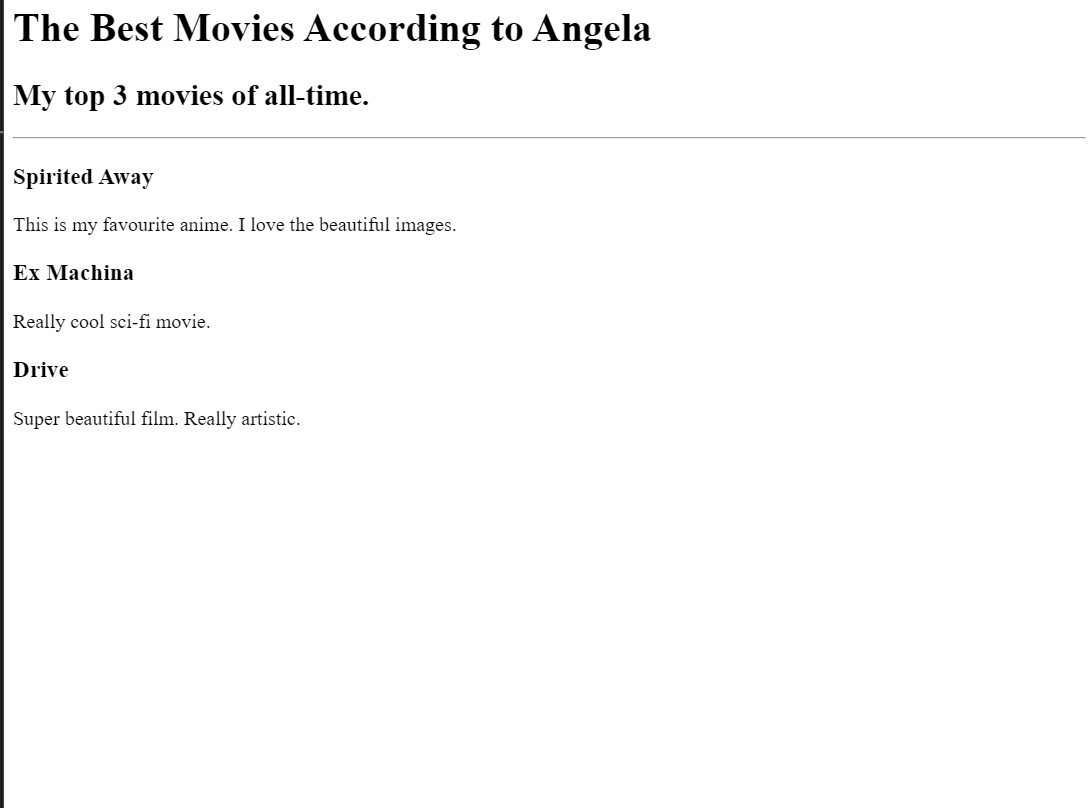 The Best Movies According to Angela
My top 3 movies of all-time.
Spirited Away
This is my favourite anime. I love the beautiful images.
Ex Machina
Really cool sci-fi movie.
Drive
Super beautiful film. Really artistic.